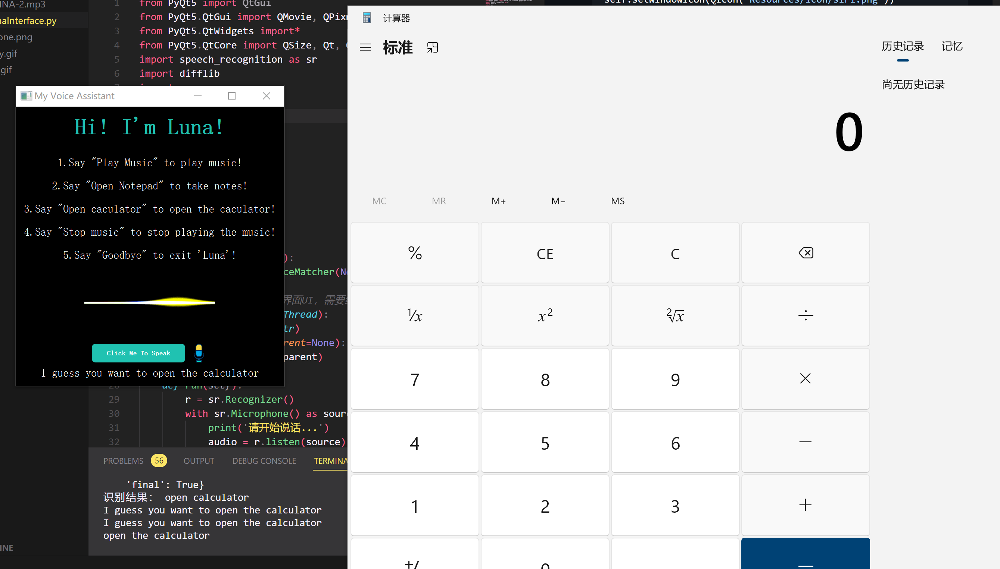 NA-2.mp3
naInterface.py
one.png
y.gif
.gif
INE
1 from PyQt5 import QtGui
2 from PyQt5.QtGui import QMovie, QPix
3 from PyQt5.QtWidgets import*
4 from PyQt5.QtCore import QSize, Qt,
5 import speech_recognition as sr
6 import difflib
My Voice Assistant
Hi! I'm Luna!
1.Say "Play Music" to play music!
2.Say "Open Notepad" to take notes!
3.Say "Open caculator" to open the caculator!
4.Say "Stop music" to stop playing the music!
5.Say "Goodbye" to exit 'Luna'!
Click Me To Speak
I guess you want to open the calculator
):
ceMatcher(N
界面UI, 需要
Thread):
tr)
rent=None):
parent)
29 r = sr.Recognizer()
30 with sr.Microphone() as sour
31 print('请开始说话...')
32 audio = r.listen(source)
PROBLEMS 56 OUTPUT DEBUG CONSOLE TERMINA
'final': True}
识别结果： open calculator
I guess you want to open the calculator
I guess you want to open the calculator
open the calculator
self.setWindowIcon(QIcon('Resources/icon/siri.png'))
计算器
标准
历史记录 记忆
尚无历史记录
0
MC MR M+ M− MS
% CE C
¹⁄x x² ²√x ÷
7 8 9 ×
4 5 6 −
1 2 3 +
+/ 0